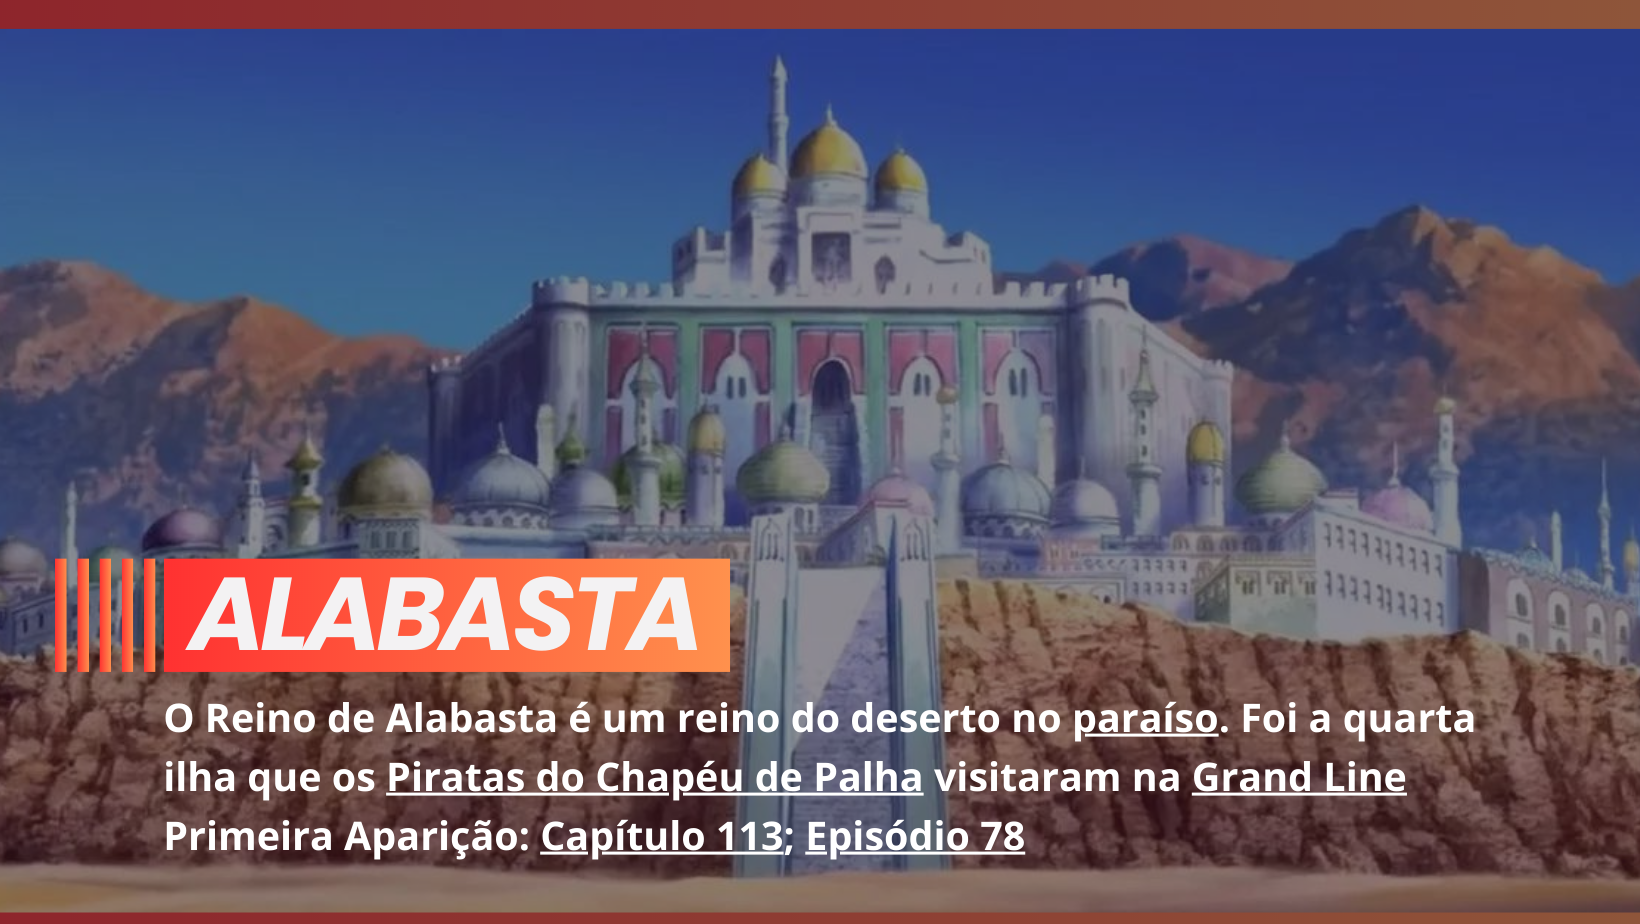 ALABASTA
O Reino de Alabasta é um reino do deserto no paraíso. Foi a quarta
ilha que os Piratas do Chapéu de Palha visitaram na Grand Line
Primeira Aparição: Capítulo 113; Episódio 78